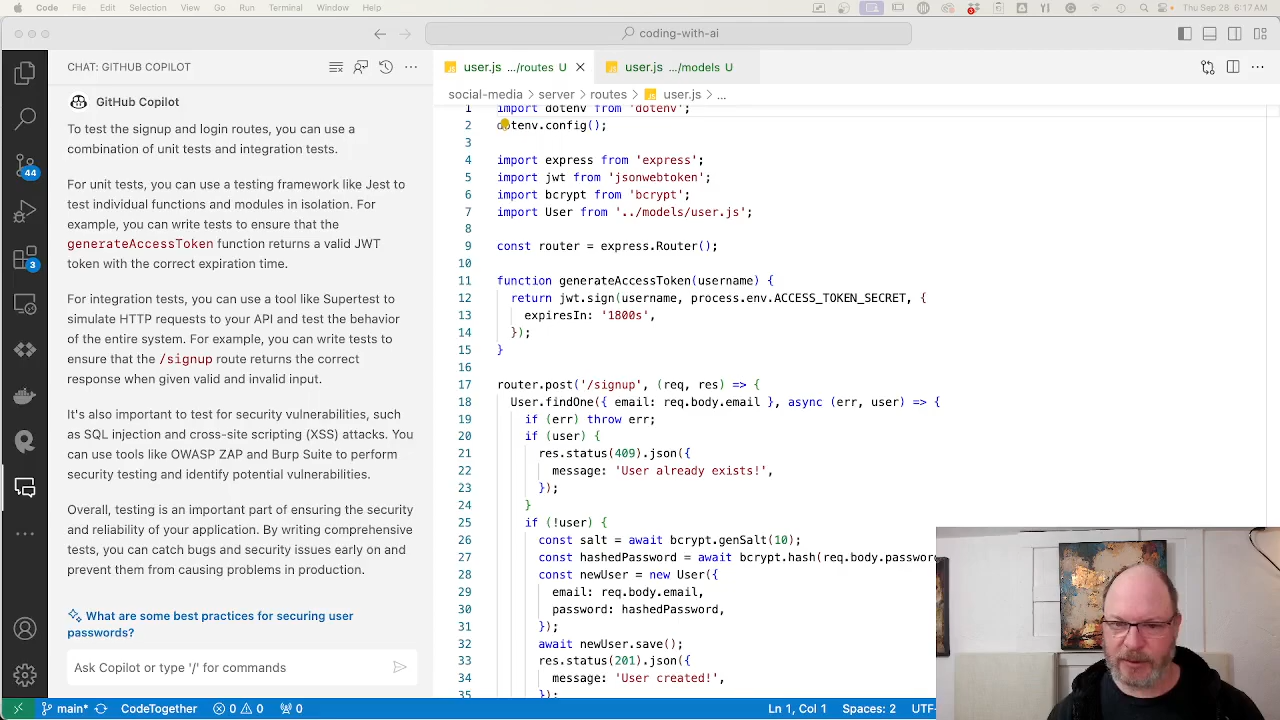 Code File Edit Selection View Go Run Terminal Window Help Thu Sep 28 6:17 AM
coding-with-ai
CHAT: GITHUB COPILOT
GitHub Copilot
To test the signup and login routes, you can use a
combination of unit tests and integration tests.
For unit tests, you can use a testing framework like Jest to
test individual functions and modules in isolation. For
example, you can write tests to ensure that the
generateAccessToken function returns a valid JWT
token with the correct expiration time.
For integration tests, you can use a tool like Supertest to
simulate HTTP requests to your API and test the behavior
of the entire system. For example, you can write tests to
ensure that the /signup route returns the correct
response when given valid and invalid input.
It's also important to test for security vulnerabilities, such
as SQL injection and cross-site scripting (XSS) attacks. You
can use tools like OWASP ZAP and Burp Suite to perform
security testing and identify potential vulnerabilities.
Overall, testing is an important part of ensuring the security
and reliability of your application. By writing comprehensive
tests, you can catch bugs and security issues early on and
prevent them from causing problems in production.
What are some best practices for securing user
passwords?
Ask Copilot or type '/' for commands
44
3
user.js .../routes U
user.js .../models U
social-media > server > routes > user.js > ...
1 import dotenv from 'dotenv';
2 dotenv.config();
3
4 import express from 'express';
5 import jwt from 'jsonwebtoken';
6 import bcrypt from 'bcrypt';
7 import User from '../models/user.js';
8
9 const router = express.Router();
10
11 function generateAccessToken(username) {
12 return jwt.sign(username, process.env.ACCESS_TOKEN_SECRET, {
13 expiresIn: '1800s',
14 });
15 }
16
17 router.post('/signup', (req, res) => {
18 User.findOne({ email: req.body.email }, async (err, user) => {
19 if (err) throw err;
20 if (user) {
21 res.status(409).json({
22 message: 'User already exists!',
23 });
24 }
25 if (!user) {
26 const salt = await bcrypt.genSalt(10);
27 const hashedPassword = await bcrypt.hash(req.body.passwor
28 const newUser = new User({
29 email: req.body.email,
30 password: hashedPassword,
31 });
32 await newUser.save();
33 res.status(201).json({
34 message: 'User created!',
35 });
main* CodeTogether 0 0 0 Ln 1, Col 1 Spaces: 2 UTF-